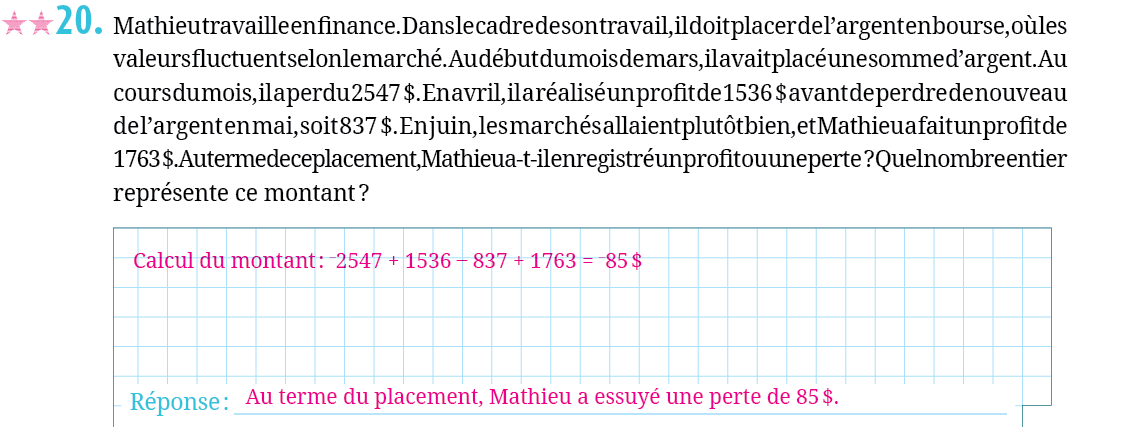 20. Mathieu travaille en finance. Dans le cadre de son travail, il doit placer de l’argent en bourse, où les
valeurs fluctuent selon le marché. Au début du mois de mars, il avait placé une somme d’argent. Au
cours du mois, il a perdu 2547 $. En avril, il a réalisé un profit de 1536 $ avant de perdre de nouveau
de l’argent en mai, soit 837 $. En juin, les marchés allaient plutôt bien, et Mathieu a fait un profit de
1763 $. Au terme de ce placement, Mathieu a-t-il enregistré un profit ou une perte ? Quel nombre entier
représente ce montant ?
Calcul du montant : ⁻2547 + 1536 – 837 + 1763 = ⁻85 $
Réponse : Au terme du placement, Mathieu a essuyé une perte de 85 $.